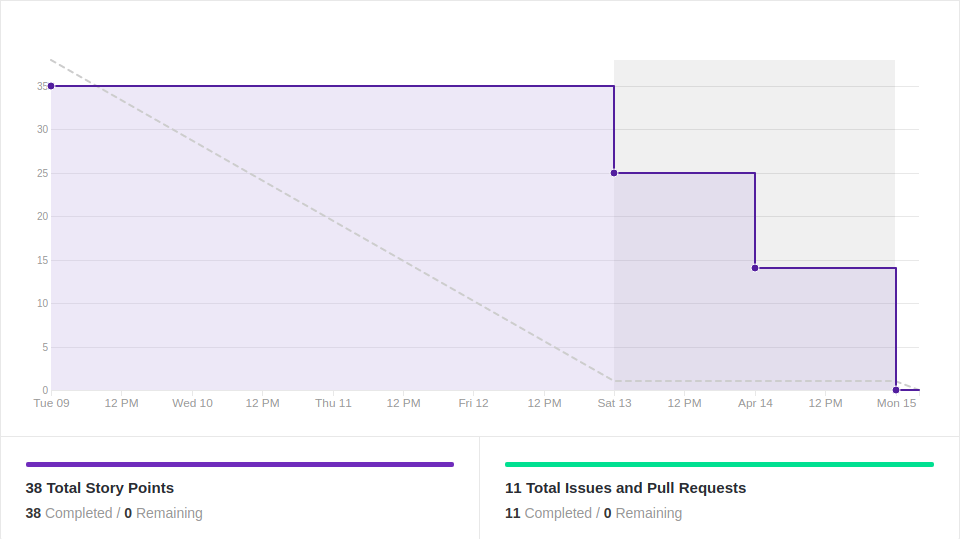 35
30
25
20
15
10
5
0
Tue 09 12 PM Wed 10 12 PM Thu 11 12 PM Fri 12 12 PM Sat 13 12 PM Apr 14 12 PM Mon 15
38 Total Story Points
38 Completed / 0 Remaining
11 Total Issues and Pull Requests
11 Completed / 0 Remaining